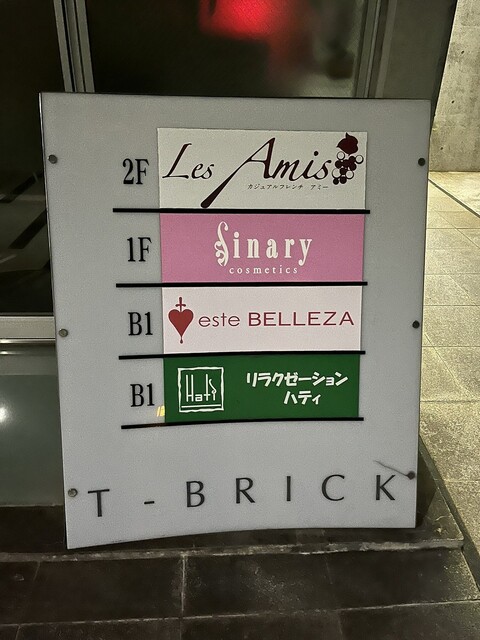 2F Les Amis
カジュアルフレンチ アミー
1F Sinary
cosmetics
B1 este BELLEZA
B1 Hati リラクゼーション
ハティ
T - BRICK